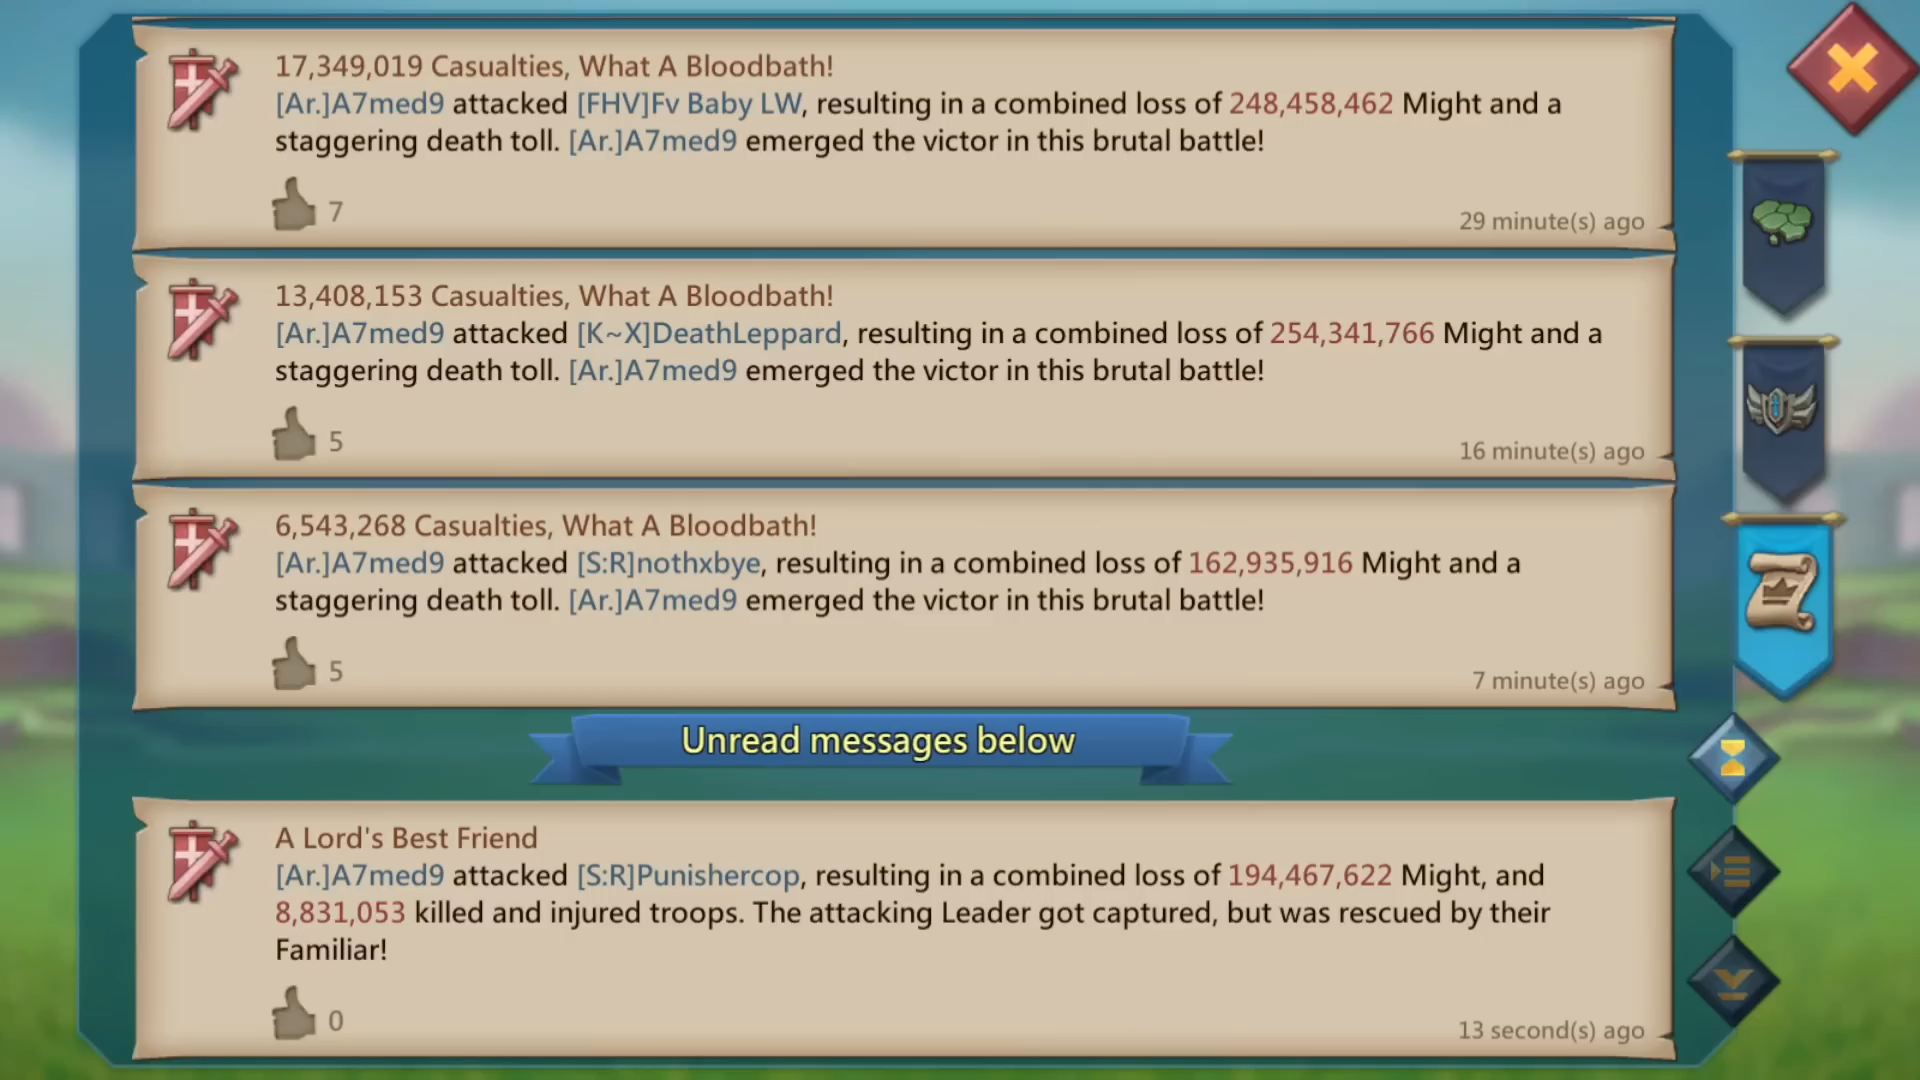 17,349,019 Casualties, What A Bloodbath!
[Ar.]A7med9 attacked [FHV]Fv Baby LW, resulting in a combined loss of 248,458,462 Might and a
staggering death toll. [Ar.]A7med9 emerged the victor in this brutal battle!
7
29 minute(s) ago
13,408,153 Casualties, What A Bloodbath!
[Ar.]A7med9 attacked [K~X]DeathLeppard, resulting in a combined loss of 254,341,766 Might and a
staggering death toll. [Ar.]A7med9 emerged the victor in this brutal battle!
5
16 minute(s) ago
6,543,268 Casualties, What A Bloodbath!
[Ar.]A7med9 attacked [S:R]nothxbye, resulting in a combined loss of 162,935,916 Might and a
staggering death toll. [Ar.]A7med9 emerged the victor in this brutal battle!
5
7 minute(s) ago
Unread messages below
A Lord's Best Friend
[Ar.]A7med9 attacked [S:R]Punishercop, resulting in a combined loss of 194,467,622 Might, and
8,831,053 killed and injured troops. The attacking Leader got captured, but was rescued by their
Familiar!
0
13 second(s) ago